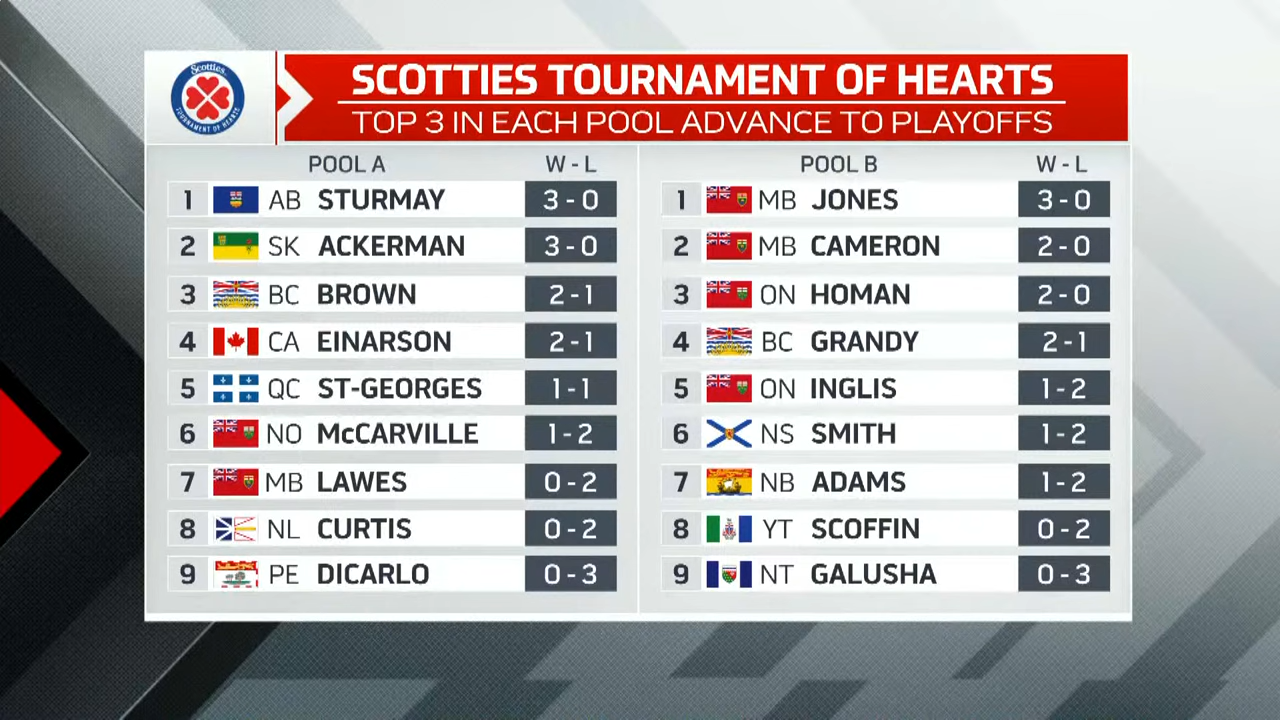 Scotties
TOURNAMENT OF HEARTS
SCOTTIES TOURNAMENT OF HEARTS
TOP 3 IN EACH POOL ADVANCE TO PLAYOFFS
POOL A W - L
1 AB STURMAY 3 - 0
2 SK ACKERMAN 3 - 0
3 BC BROWN 2 - 1
4 CA EINARSON 2 - 1
5 QC ST-GEORGES 1 - 1
6 NO McCARVILLE 1 - 2
7 MB LAWES 0 - 2
8 NL CURTIS 0 - 2
9 PE DICARLO 0 - 3
POOL B W - L
1 MB JONES 3 - 0
2 MB CAMERON 2 - 0
3 ON HOMAN 2 - 0
4 BC GRANDY 2 - 1
5 ON INGLIS 1 - 2
6 NS SMITH 1 - 2
7 NB ADAMS 1 - 2
8 YT SCOFFIN 0 - 2
9 NT GALUSHA 0 - 3